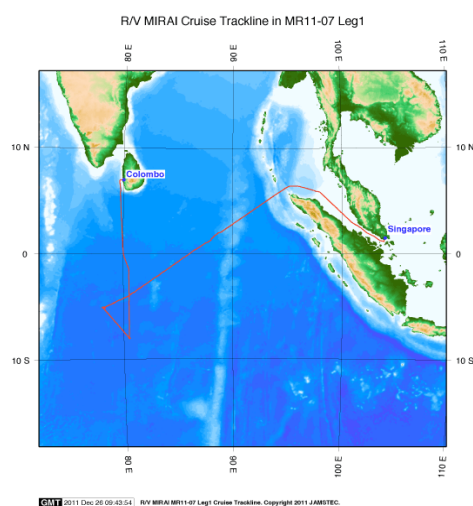 R/V MIRAI Cruise Trackline in MR11-07 Leg1
80 E
90 E
100 E
110 E
10 N
10 N
Colombo
Singapore
0
0
10 S
10 S
80 E
90 E
100 E
110 E
GMT 2011 Dec 26 09:43:54 R/V MIRAI MR11-07 Leg1 Cruise Trackline. Copyright 2011 JAMSTEC.